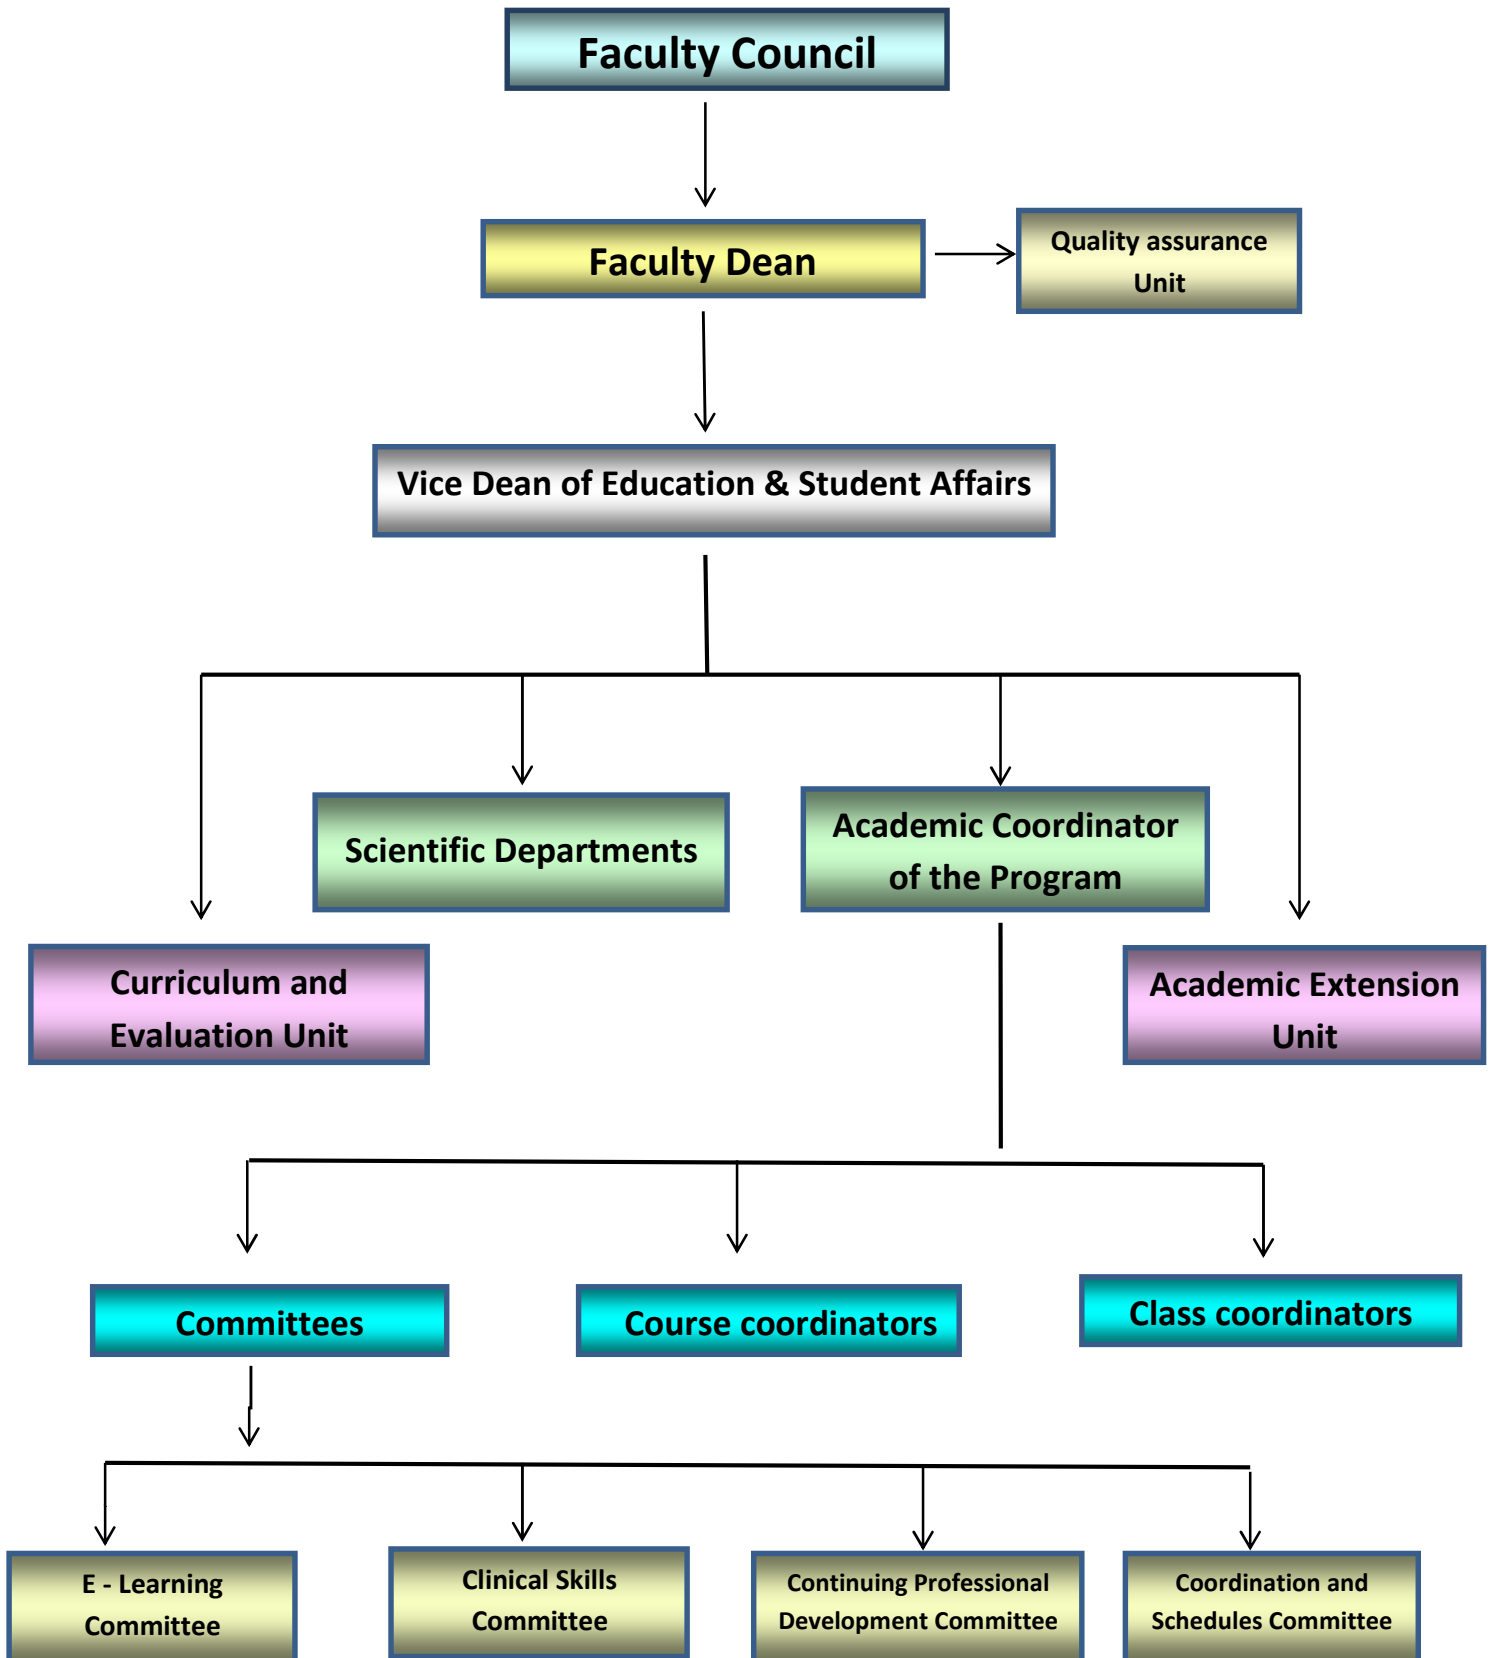 Faculty Council
Faculty Dean
Quality assurance
Unit
Vice Dean of Education & Student Affairs
Scientific Departments
Academic Coordinator
of the Program
Curriculum and
Evaluation Unit
Academic Extension
Unit
Committees
Course coordinators
Class coordinators
E - Learning
Committee
Clinical Skills
Committee
Continuing Professional
Development Committee
Coordination and
Schedules Committee